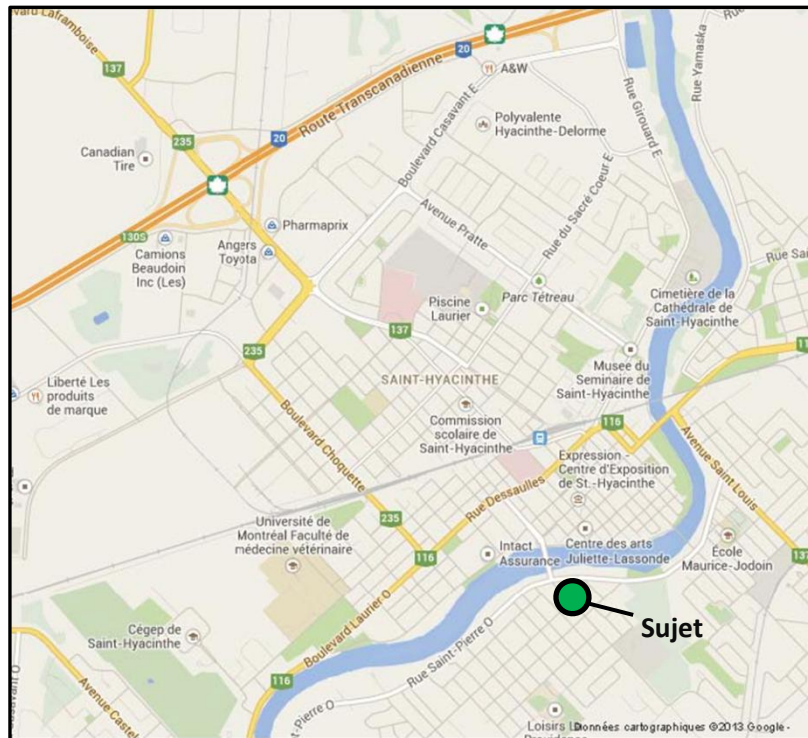 vard Laframboise
137
20
Route Transcanadienne
A&W
Rue Girouard E
Rue Yamaska
Canadian
Tire
235
20
Boulevard Casavant E
Polyvalente
Hyacinthe-Delorme
Rue du Sacré Coeur E
130S
Camions
Beaudoin
Inc (Les)
Angers
Toyota
Pharmaprix
Avenue Pratte
Piscine
Laurier
Parc Tétreau
Cimetière de la
Cathédrale de
Saint-Hyacinthe
137
235
Liberté Les
produits
de marque
SAINT-HYACINTHE
Musee du
Seminaire de
Saint-Hyacinthe
Boulevard Choquette
Commission
scolaire de
Saint-Hyacinthe
116
Expression -
Centre d'Exposition
de St.-Hyacinthe
Avenue Saint Louis
235
Rue Dessaulles
Université de
Montréal Faculté de
médecine vétérinaire
116
Intact
Assurance
Centre des arts
Juliette-Lassonde
École
Maurice-Jodoin
137
Cégep de
Saint-Hyacinthe
Boulevard Laurier O
Rue Saint-Pierre O
Sujet
116
Avenue Castel
-Pierre O
Loisirs
Données cartographiques ©2013 Google -